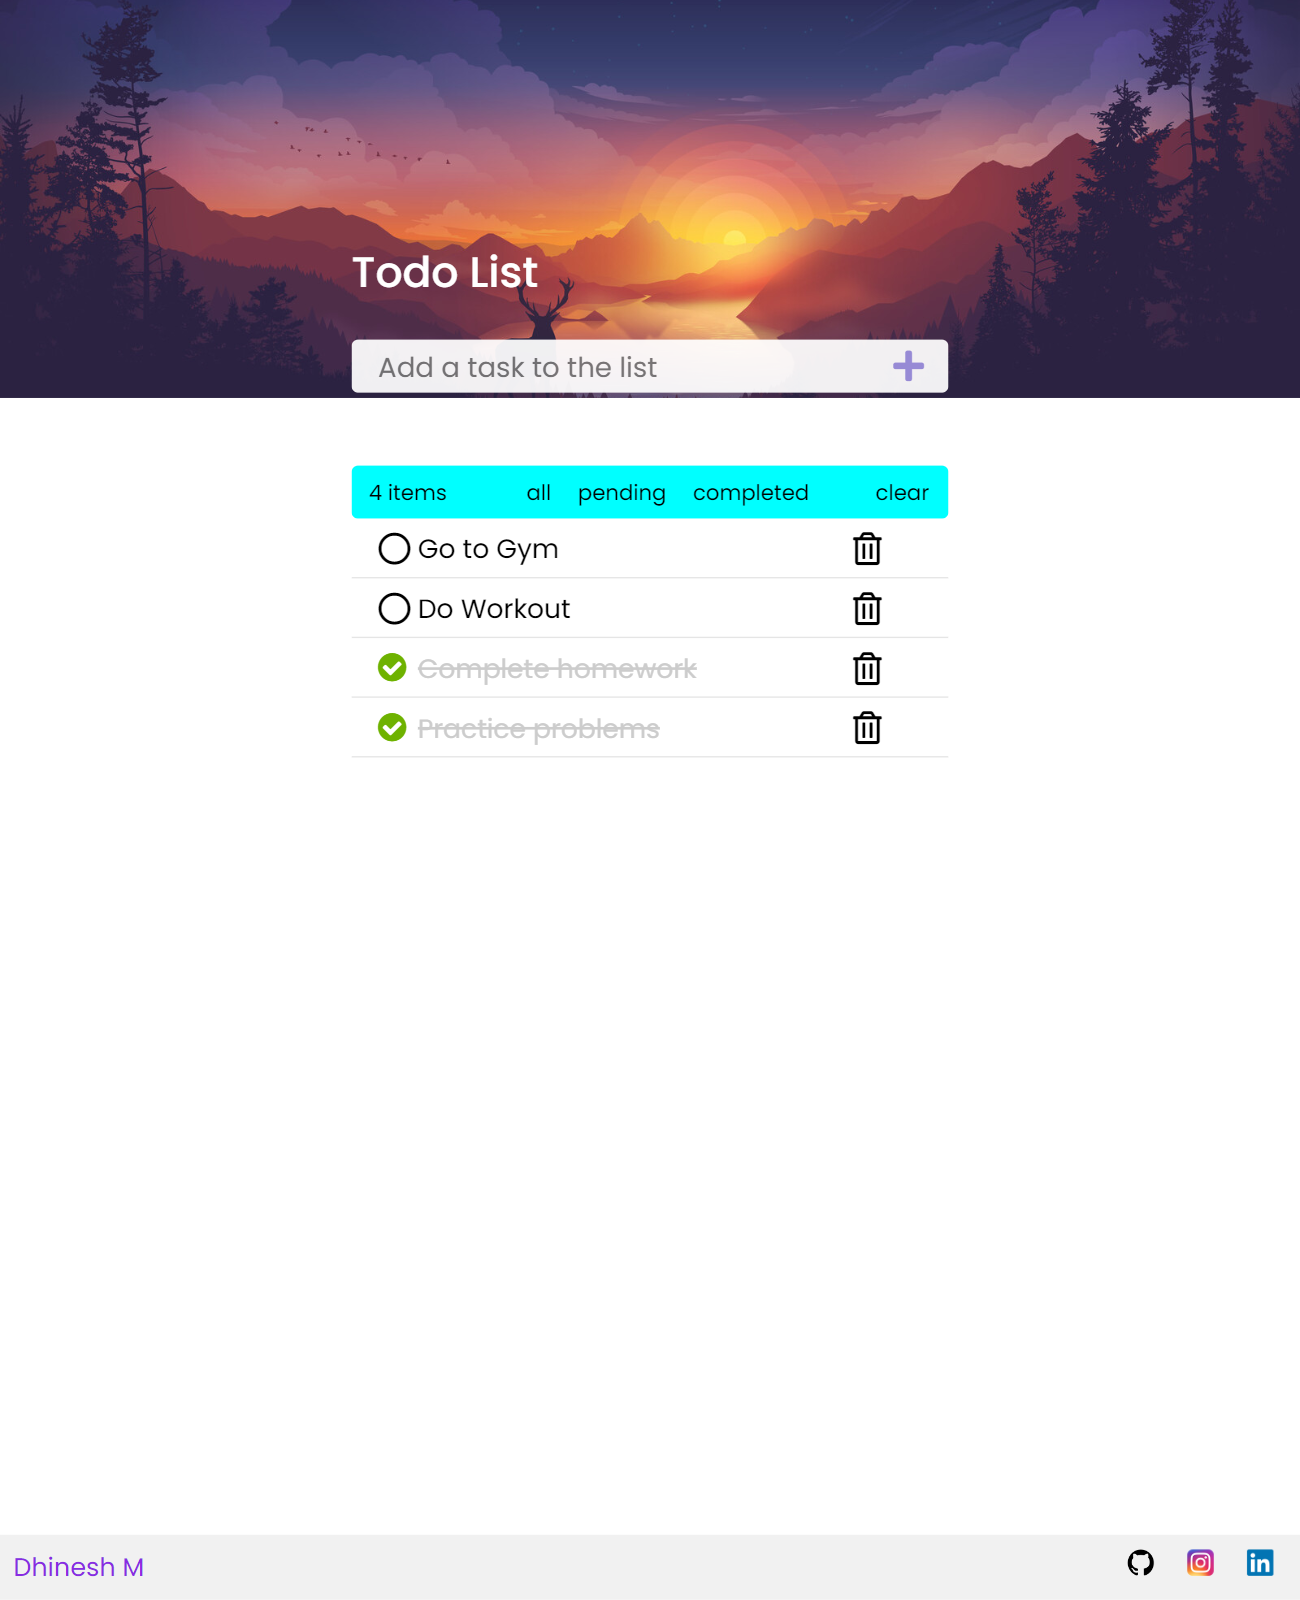 Todo List
Add a task to the list
4 items all pending completed clear
Go to Gym
Do Workout
Complete homework
Practice problems
Dhinesh M
in